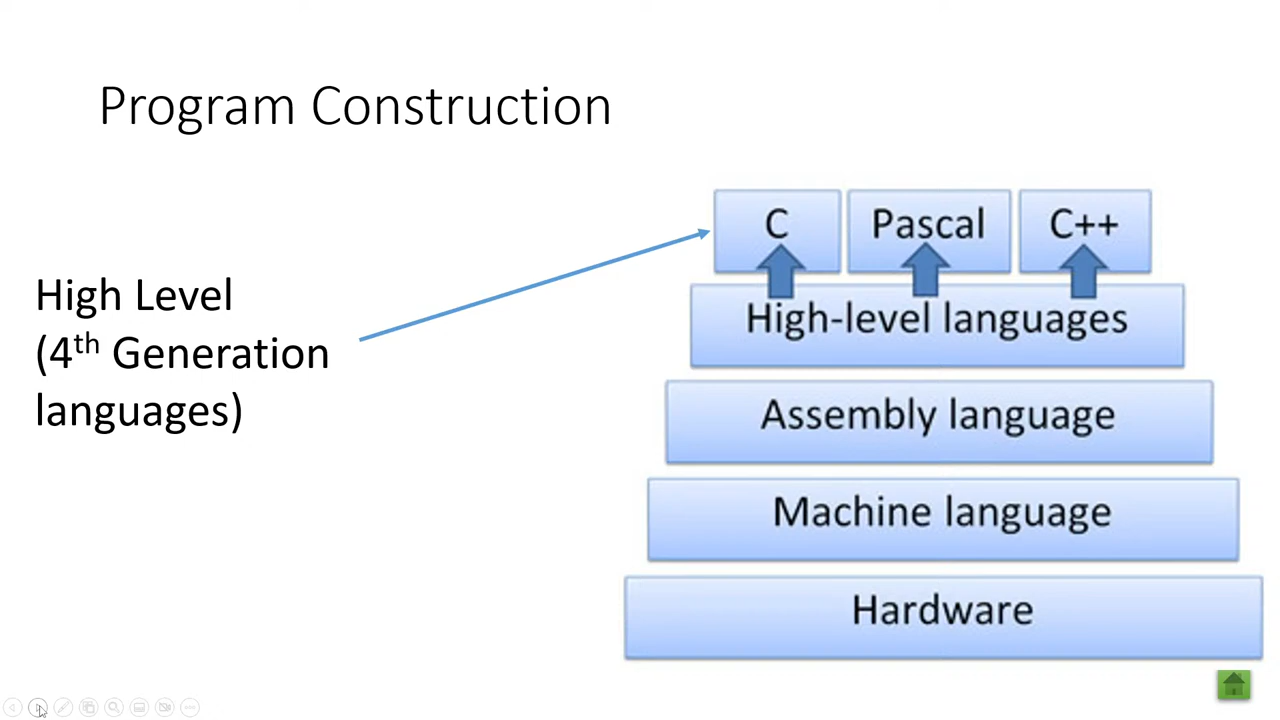 Program Construction
High Level
(4th Generation
languages)
C
Pascal
C++
High-level languages
Assembly language
Machine language
Hardware